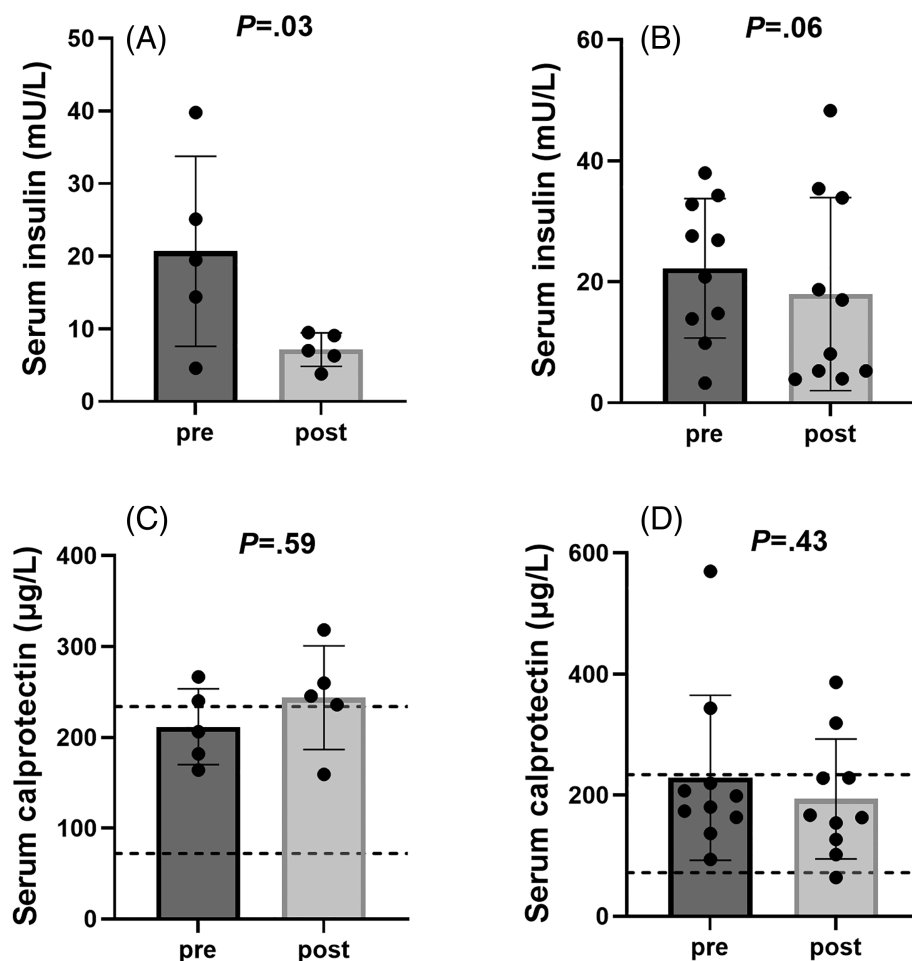 (A)
P=.03
Serum insulin (mU/L)
50
40
30
20
10
0
pre post
(B)
P=.06
Serum insulin (mU/L)
60
40
20
0
pre post
(C)
P=.59
Serum calprotectin (µg/L)
400
300
200
100
0
pre post
(D)
P=.43
Serum calprotectin (µg/L)
600
400
200
0
pre post